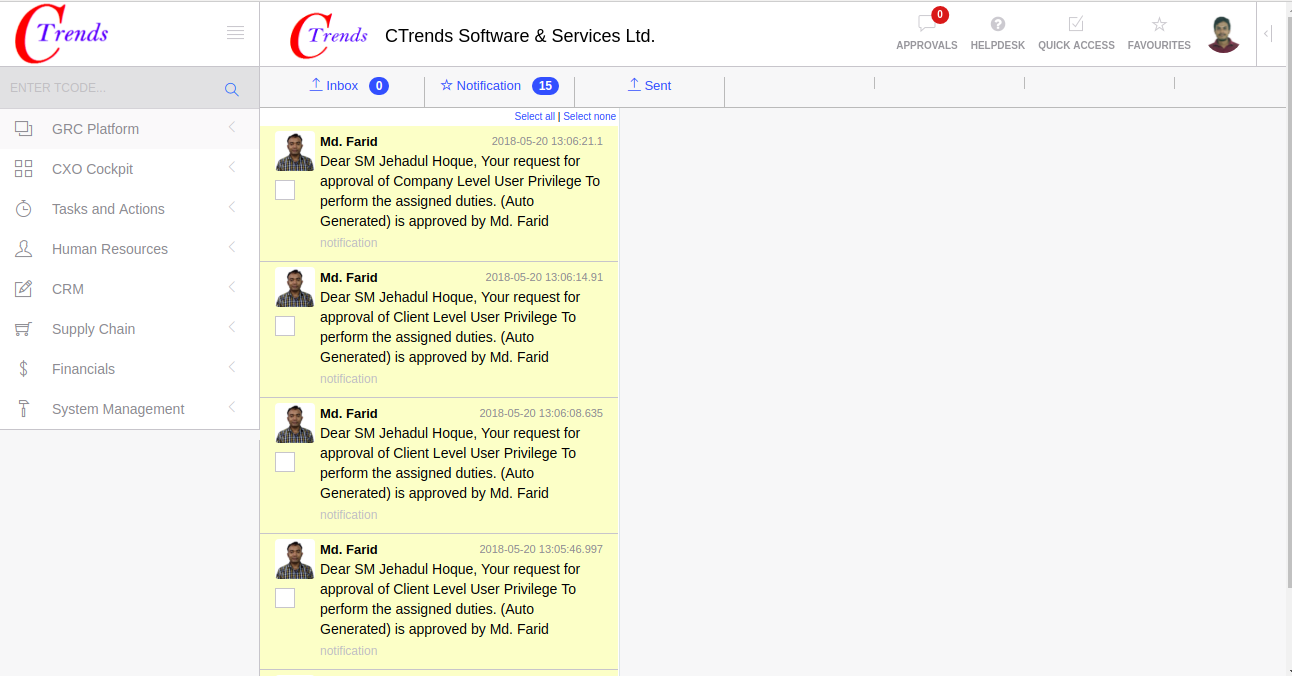 CTrends
CTrends
CTrends Software & Services Ltd.
0
APPROVALS
HELPDESK
QUICK ACCESS
FAVOURITES
ENTER TCODE...
Inbox 0
Notification 15
Sent
Select all | Select none
GRC Platform
CXO Cockpit
Tasks and Actions
Human Resources
CRM
Supply Chain
Financials
System Management
Md. Farid 2018-05-20 13:06:21.1
Dear SM Jehadul Hoque, Your request for
approval of Company Level User Privilege To
perform the assigned duties. (Auto
Generated) is approved by Md. Farid
notification
Md. Farid 2018-05-20 13:06:14.91
Dear SM Jehadul Hoque, Your request for
approval of Client Level User Privilege To
perform the assigned duties. (Auto
Generated) is approved by Md. Farid
notification
Md. Farid 2018-05-20 13:06:08.635
Dear SM Jehadul Hoque, Your request for
approval of Client Level User Privilege To
perform the assigned duties. (Auto
Generated) is approved by Md. Farid
notification
Md. Farid 2018-05-20 13:05:46.997
Dear SM Jehadul Hoque, Your request for
approval of Client Level User Privilege To
perform the assigned duties. (Auto
Generated) is approved by Md. Farid
notification